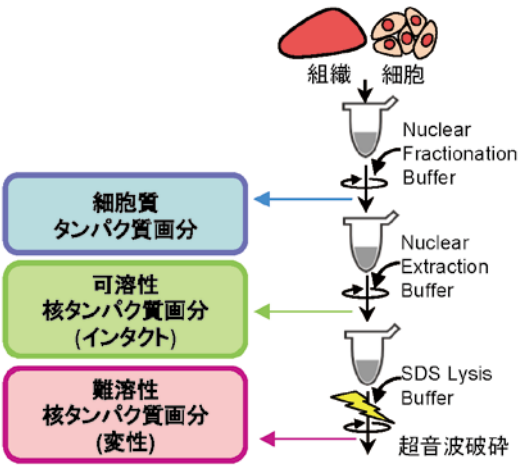 組織
細胞
Nuclear
Fractionation
Buffer
細胞質
タンパク質画分
Nuclear
Extraction
Buffer
可溶性
核タンパク質画分
(インタクト)
SDS Lysis
Buffer
難溶性
核タンパク質画分
(変性)
超音波破砕